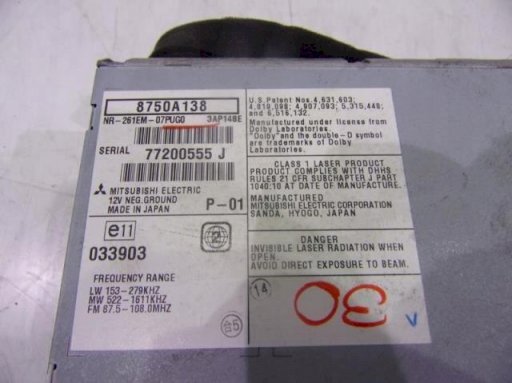 8750A138
NR-261EM-07PUG0 3AP148E
SERIAL 77200555 J
MITSUBISHI ELECTRIC
12V NEG.GROUND
MADE IN JAPAN P-01
e11
033903
FREQUENCY RANGE
LW 153-279KHZ
MW 522-1611KHZ
FM 87.5-108.0MHZ
U.S.Patent Nos.4,631,603;
4,819,098; 4,907,093; 5,315,448;
and 6,516,132.
Manufactured under license from
Dolby Laboratories.
"Dolby" and the double-D symbol
are trademarks of Dolby
Laboratories.
CLASS 1 LASER PRODUCT
PRODUCT COMPLIES WITH DHHS
RULES 21 CFR SUBCHAPTER J PART
1040:10 AT DATE OF MANUFACTURE.
MANUFACTURED
MITSUBISHI ELECTRIC CORPORATION
SANDA, HYOGO, JAPAN
DANGER
INVISIBLE LASER RADIATION WHEN
OPEN.
AVOID DIRECT EXPOSURE TO BEAM.
14
30
V